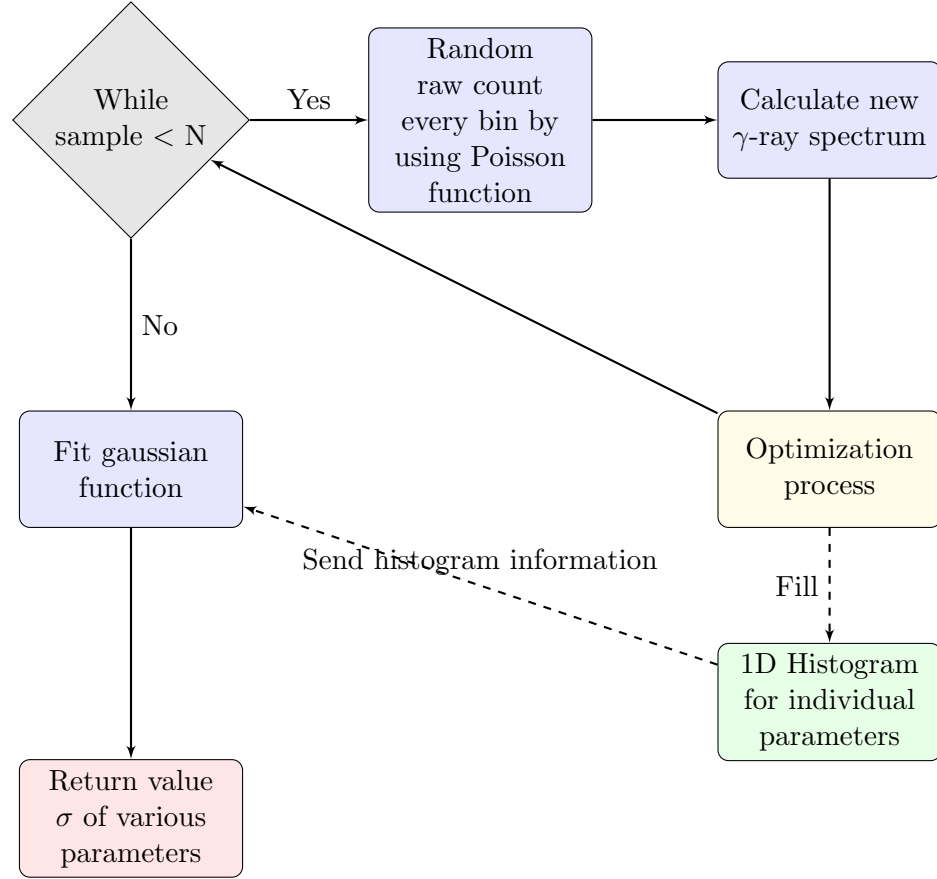 While
sample < N
Yes
Random
raw count
every bin by
using Poisson
function
Calculate new
γ-ray spectrum
No
Fit gaussian
function
Optimization
process
Send histogram information
Fill
1D Histogram
for individual
parameters
Return value
σ of various
parameters